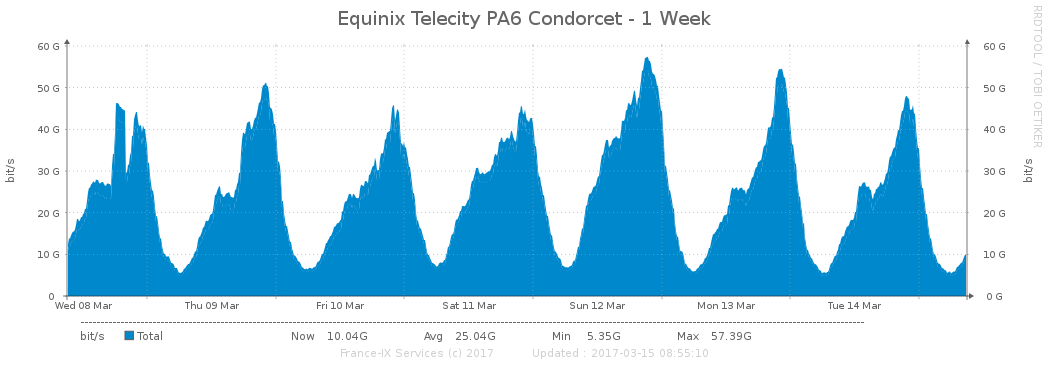 Equinix Telecity PA6 Condorcet - 1 Week
RRDTOOL / TOBI OETIKER
bit/s
60 G 60 G
50 G 50 G
40 G 40 G
30 G 30 G
20 G 20 G
10 G 10 G
0 0 G
bit/s
Wed 08 Mar Thu 09 Mar Fri 10 Mar Sat 11 Mar Sun 12 Mar Mon 13 Mar Tue 14 Mar
bit/s Total Now 10.04G Avg 25.04G Min 5.35G Max 57.39G
France-IX Services (c) 2017 Updated : 2017-03-15 08:55:10